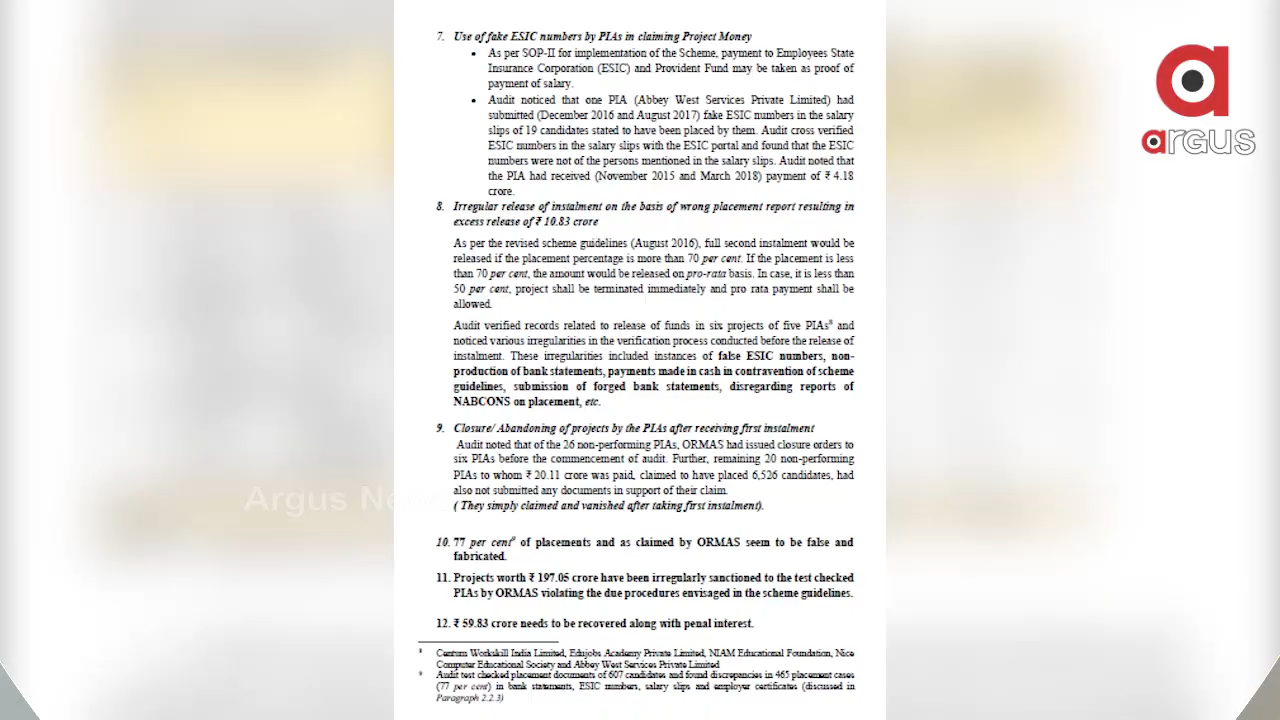 7. Use of fake ESIC numbers by PIAs in claiming Project Money
• As per SOP-II for implementation of the Scheme, payment to Employees State
Insurance Corporation (ESIC) and Provident Fund may be taken as proof of
payment of salary.
• Audit noticed that one PIA (Abbey West Services Private Limited) had
submitted (December 2016 and August 2017) fake ESIC numbers in the salary
slips of 19 candidates stated to have been placed by them. Audit cross verified
ESIC numbers in the salary slips with the ESIC portal and found that the ESIC
numbers were not of the persons mentioned in the salary slips. Audit noted that
the PIA had received (November 2015 and March 2018) payment of ₹ 4.18
crore.
8. Irregular release of instalment on the basis of wrong placement report resulting in
excess release of ₹ 10.83 crore
As per the revised scheme guidelines (August 2016), full second instalment would be
released if the placement percentage is more than 70 per cent. If the placement is less
than 70 per cent, the amount would be released on pro-rata basis. In case, it is less than
50 per cent, project shall be terminated immediately and pro rata payment shall be
allowed.
Audit verified records related to release of funds in six projects of five PIAs⁸ and
noticed various irregularities in the verification process conducted before the release of
instalment. These irregularities included instances of false ESIC numbers, non-
production of bank statements, payments made in cash in contravention of scheme
guidelines, submission of forged bank statements, disregarding reports of
NABCONS on placement, etc.
9. Closure/ Abandoning of projects by the PIAs after receiving first instalment
Audit noted that of the 26 non-performing PIAs, ORMAS had issued closure orders to
six PIAs before the commencement of audit. Further, remaining 20 non-performing
PIAs to whom ₹ 20.11 crore was paid, claimed to have placed 6,526 candidates, had
also not submitted any documents in support of their claim.
( They simply claimed and vanished after taking first instalment).
10. 77 per cent⁹ of placements and as claimed by ORMAS seem to be false and
fabricated.
11. Projects worth ₹ 197.05 crore have been irregularly sanctioned to the test checked
PIAs by ORMAS violating the due procedures envisaged in the scheme guidelines.
12. ₹ 59.83 crore needs to be recovered along with penal interest.
⁸ Centum Workskill India Limited, Edujobs Academy Private Limited, NIAM Educational Foundation, Nice
Computer Educational Society and Abbey West Services Private Limited
⁹ Audit test checked placement documents of 607 candidates and found discrepancies in 465 placement cases
(77 per cent) in bank statements, ESIC numbers, salary slips and employer certificates (discussed in
Paragraph 2.2.3)
a
argus
Argus News